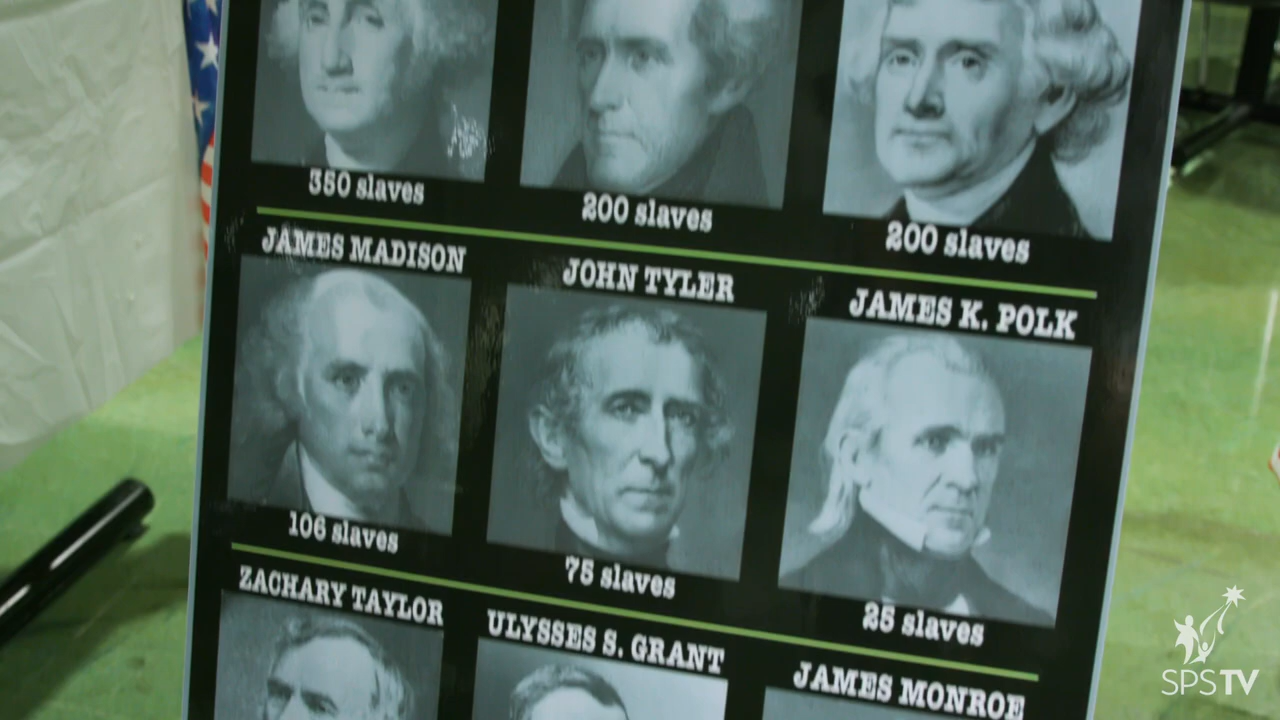 350 slaves
200 slaves
200 slaves
JAMES MADISON
JOHN TYLER
JAMES K. POLK
106 slaves
75 slaves
25 slaves
ZACHARY TAYLOR
ULYSSES S. GRANT
JAMES MONROE
SPSTV